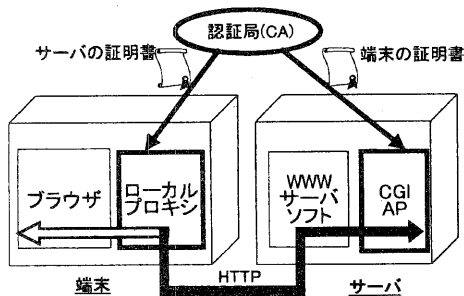 認証局(CA)
サーバの証明書
端末の証明書
ブラウザ
ローカル
プロキシ
WWW
サーバ
ソフト
CGI
AP
HTTP
端末
サーバ